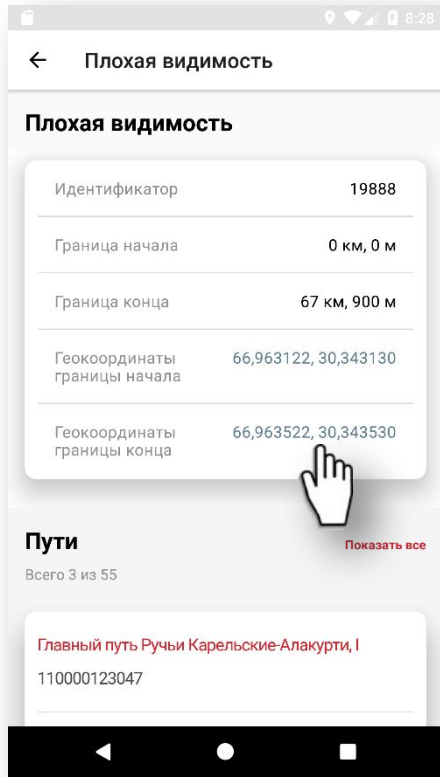 8:28
Плохая видимость
Плохая видимость
Идентификатор 19888
Граница начала 0 км, 0 м
Граница конца 67 км, 900 м
Геокоординаты 66,963122, 30,343130
границы начала
Геокоординаты 66,963522, 30,343530
границы конца
Пути Показать все
Всего 3 из 55
Главный путь Ручьи Карельские-Алакурти, I
110000123047